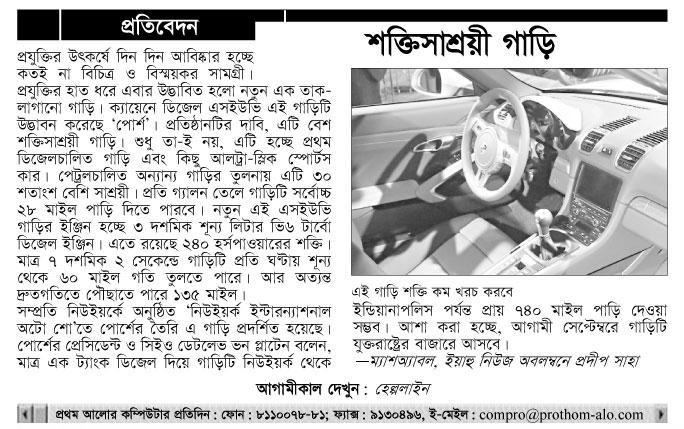 প্রতিবেদন
শক্তিসাশ্রয়ী গাড়ি
প্রযুক্তির উৎকর্ষে দিন দিন আবিষ্কার হচ্ছে
কতই না বিচিত্র ও বিস্ময়কর সামগ্রী।
প্রযুক্তির হাত ধরে এবার উদ্ভাবিত হলো নতুন এক তাক-
লাগানো গাড়ি। ক্যায়েনে ডিজেল এসইউভি এই গাড়িটি
উদ্ভাবন করেছে ‘পোর্শ’। প্রতিষ্ঠানটির দাবি, এটি বেশ
শক্তিসাশ্রয়ী গাড়ি। শুধু তা-ই নয়, এটি হচ্ছে প্রথম
ডিজেলচালিত গাড়ি এবং কিছু আলট্রা-স্লিক স্পোর্টস
কার। পেট্রলচালিত অন্যান্য গাড়ির তুলনায় এটি ৩০
শতাংশ বেশি সাশ্রয়ী। প্রতি গ্যালন তেলে গাড়িটি সর্বোচ্চ
২৮ মাইল পাড়ি দিতে পারবে। নতুন এই এসইউভি
গাড়ির ইঞ্জিন হচ্ছে ৩ দশমিক শূন্য লিটার ভি৬ টার্বো
ডিজেল ইঞ্জিন। এতে রয়েছে ২৪০ হর্সপাওয়ারের শক্তি।
মাত্র ৭ দশমিক ২ সেকেন্ডে গাড়িটি প্রতি ঘণ্টায় শূন্য
থেকে ৬০ মাইল গতি তুলতে পারে। আর অত্যন্ত
দ্রুতগতিতে পৌছাতে পারে ১৩৫ মাইল।
সম্প্রতি নিউইয়র্কে অনুষ্ঠিত ‘নিউইয়র্ক ইন্টারন্যাশনাল
অটো শো’তে পোর্শের তৈরি এ গাড়ি প্রদর্শিত হয়েছে।
পোর্শের প্রেসিডেন্ট ও সিইও ডেটলেভ ভন প্লাটেন বলেন,
মাত্র এক ট্যাংক ডিজেল দিয়ে গাড়িটি নিউইয়র্ক থেকে
এই গাড়ি শক্তি কম খরচ করবে
ইন্ডিয়ানাপলিস পর্যন্ত প্রায় ৭৪০ মাইল পাড়ি দেওয়া
সম্ভব। আশা করা হচ্ছে, আগামী সেপ্টেম্বরে গাড়িটি
যুক্তরাষ্ট্রের বাজারে আসবে।
—ম্যাশঅ্যাবল, ইয়াহু নিউজ অবলম্বনে প্রদীপ সাহা
আগামীকাল দেখুন : হেল্পলাইন
প্রথম আলোর কম্পিউটার প্রতিদিন : ফোন : ৮১১০০৭৮-৮১; ফ্যাক্স : ৯১৩০৪৯৬, ই-মেইল : compro@prothom-alo.com